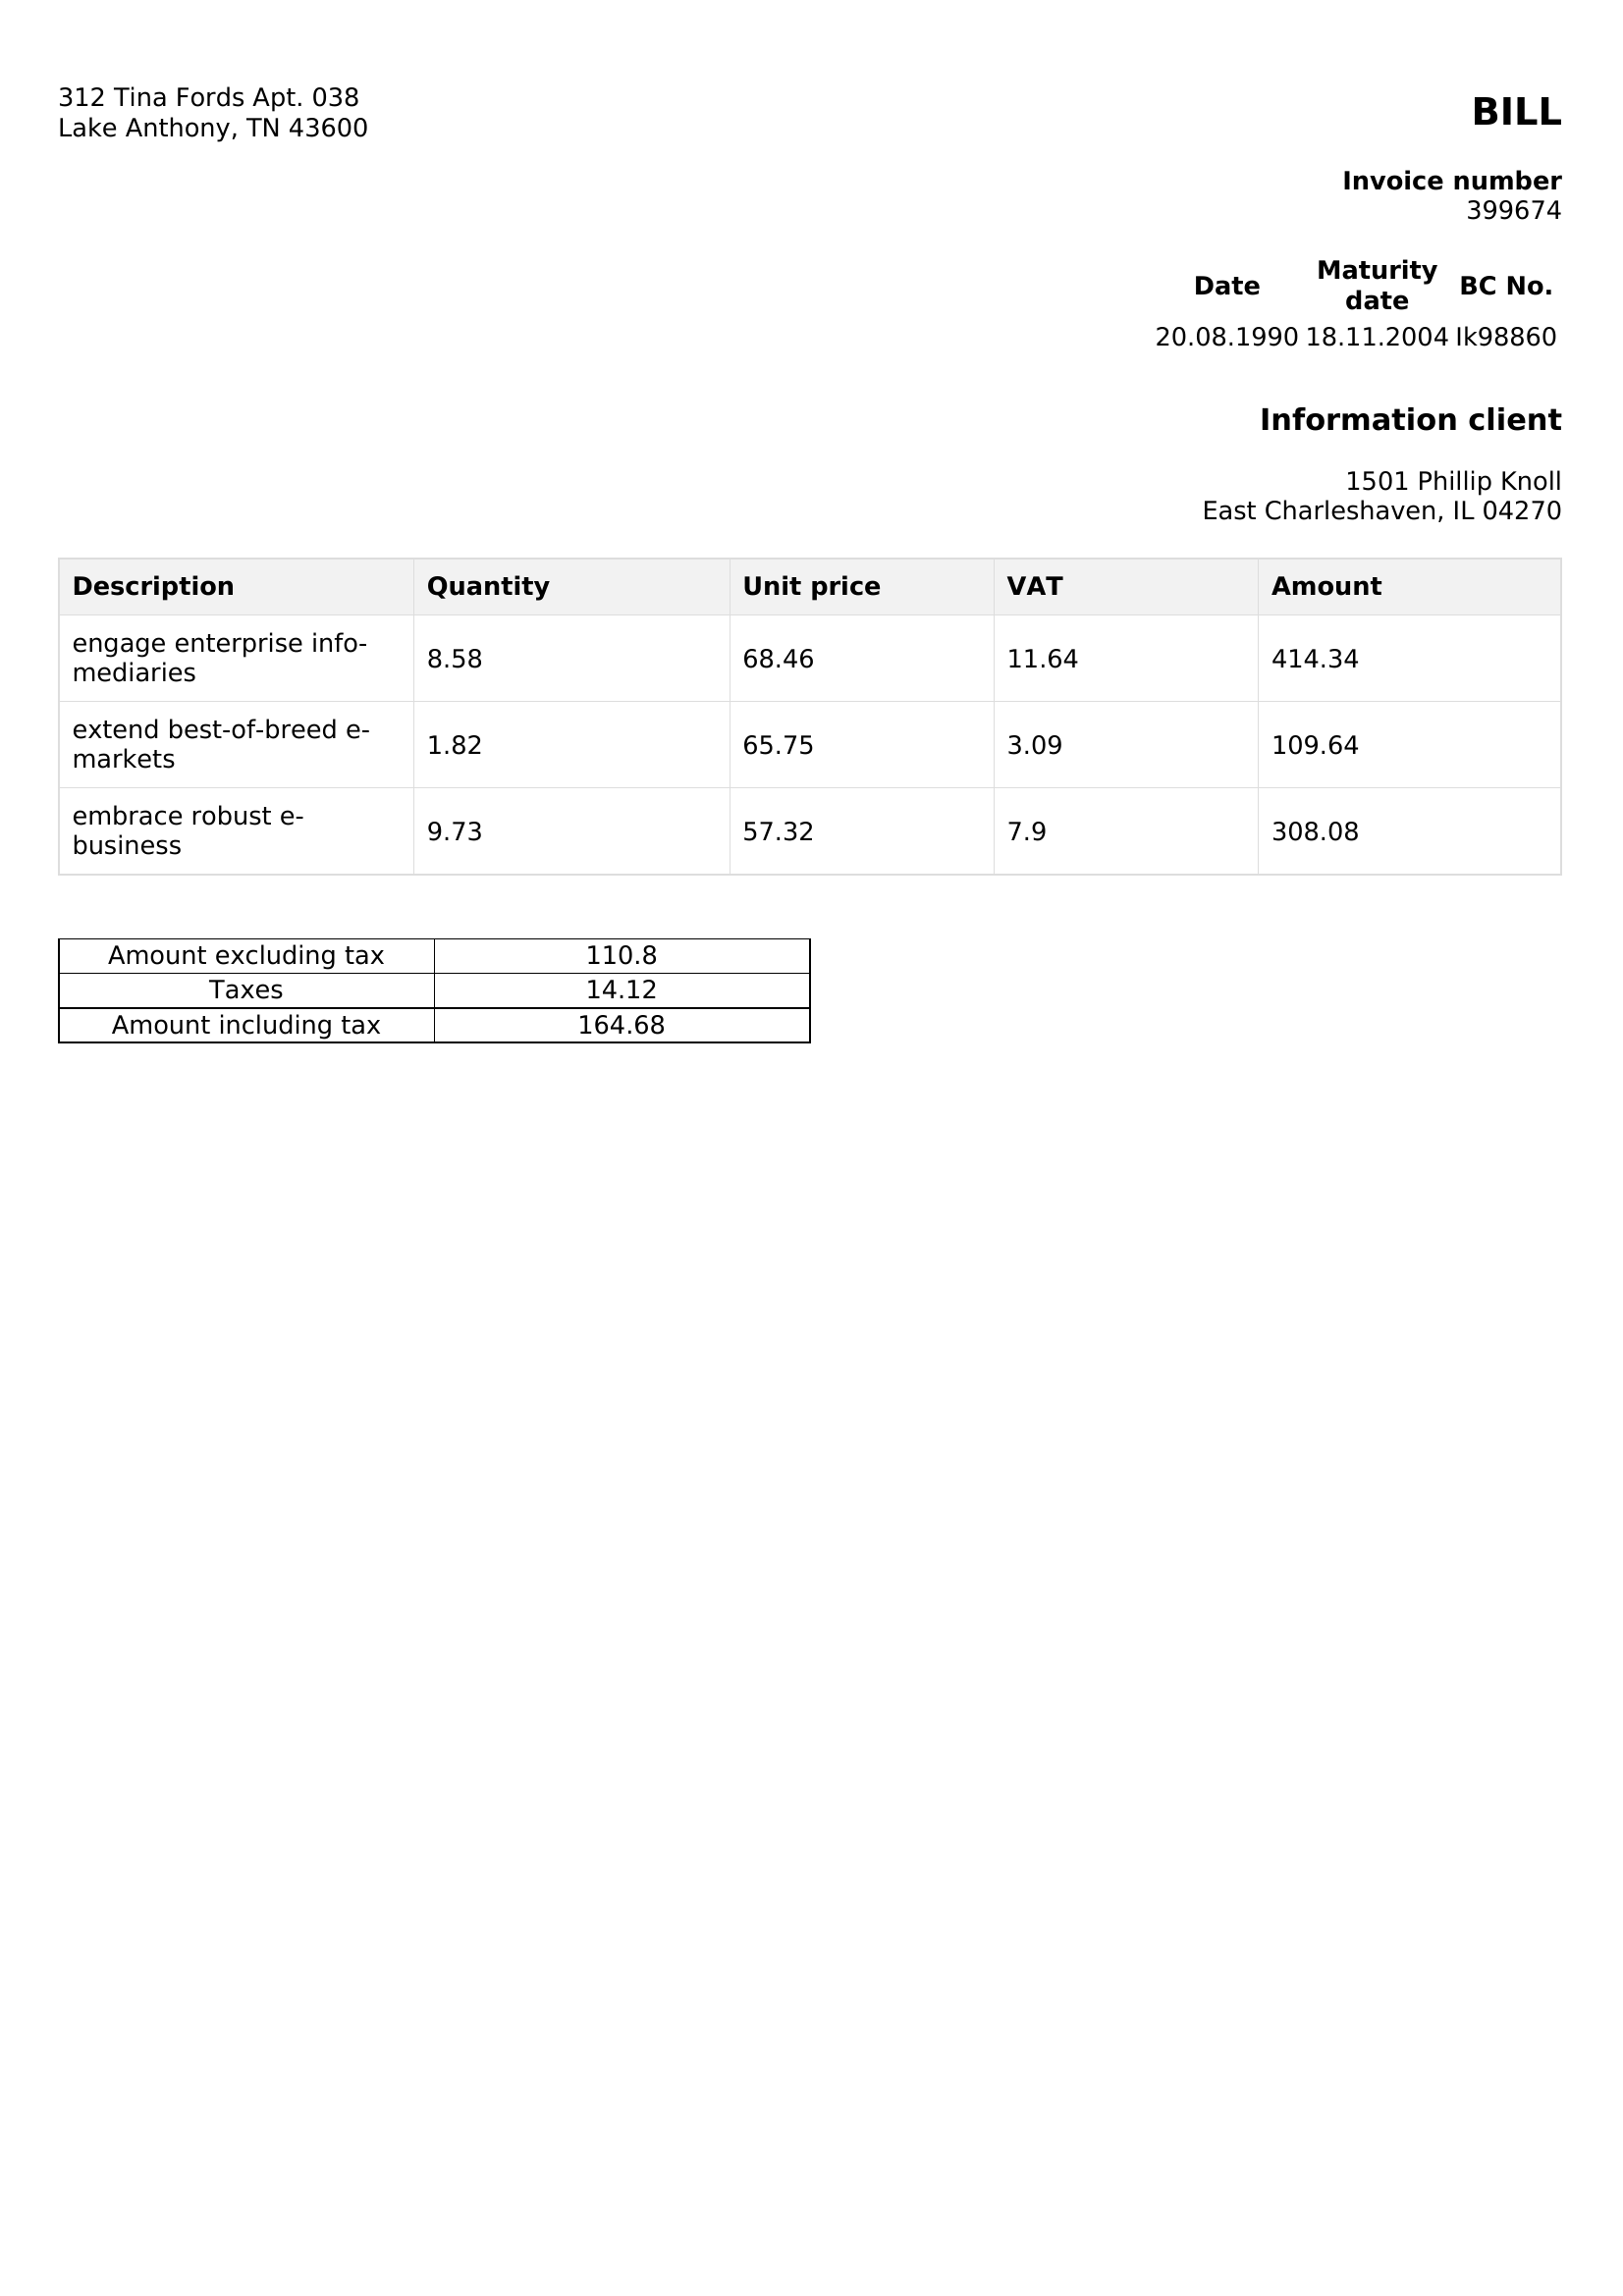 312 Tina Fords Apt. 038
Lake Anthony, TN 43600
BILL
Invoice number
399674
Date Maturity date BC No.
20.08.1990 18.11.2004 Ik98860
Information client
1501 Phillip Knoll
East Charleshaven, IL 04270
Description Quantity Unit price VAT Amount
engage enterprise info-
mediaries 8.58 68.46 11.64 414.34
extend best-of-breed e-
markets 1.82 65.75 3.09 109.64
embrace robust e-
business 9.73 57.32 7.9 308.08
Amount excluding tax 110.8
Taxes 14.12
Amount including tax 164.68